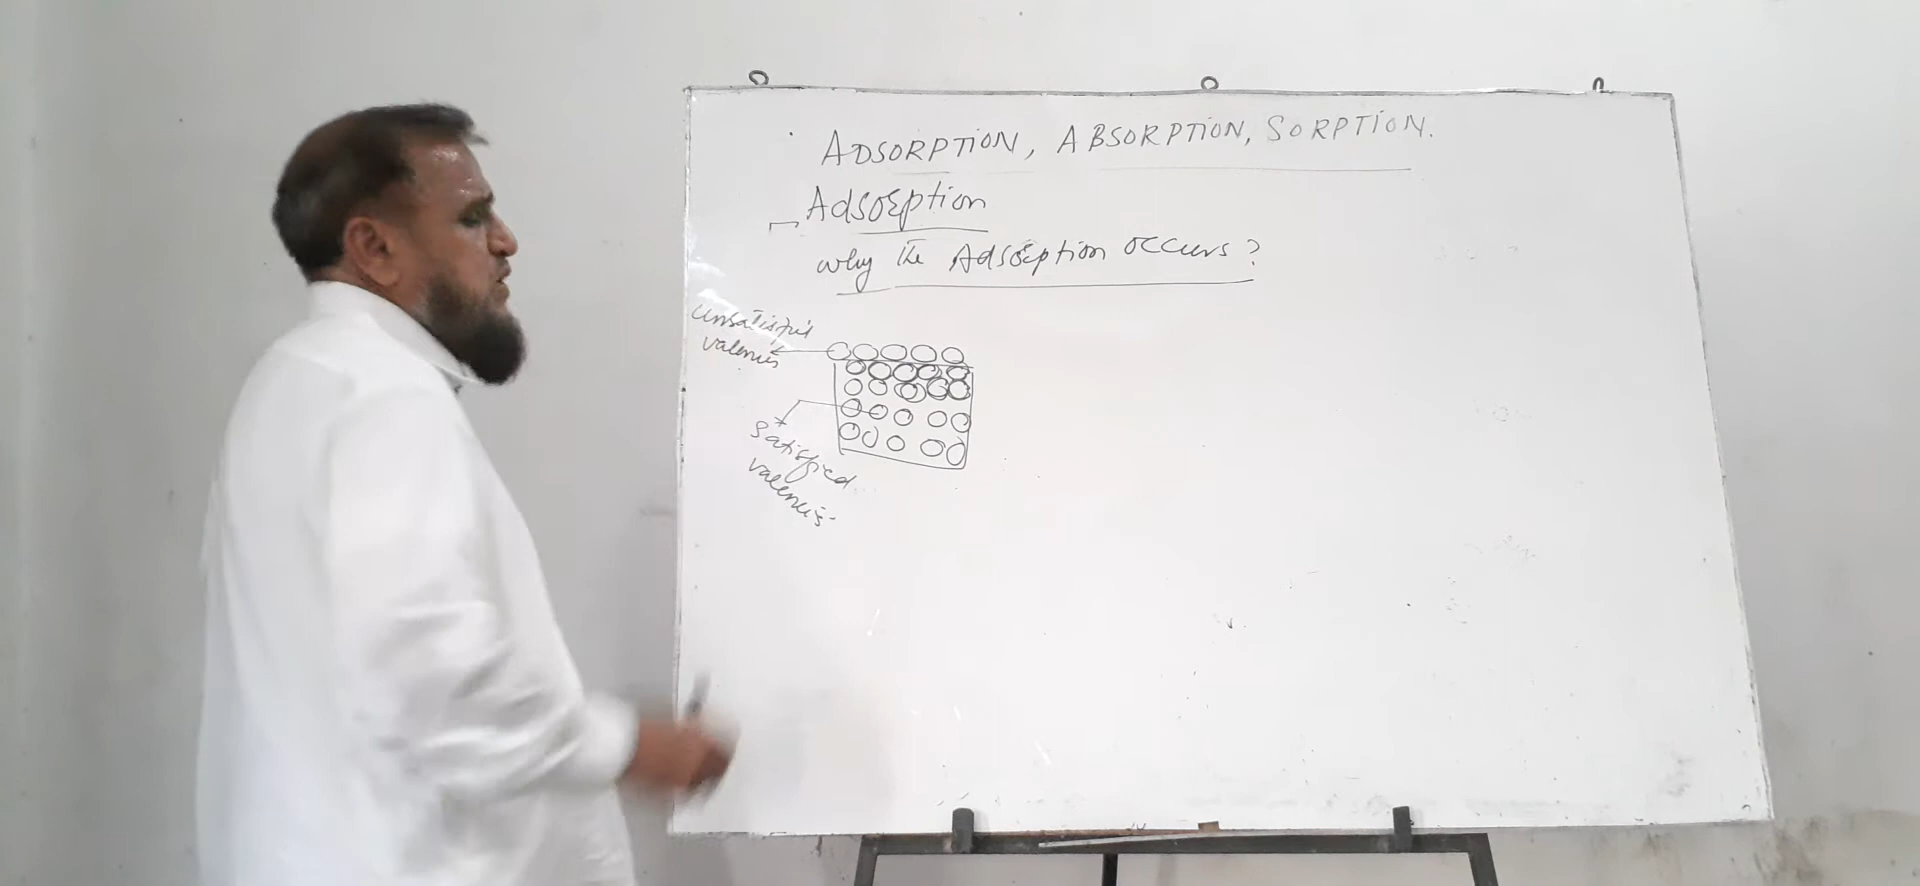 ADSORPTION, ABSORPTION, SORPTION.
Adsorption
why the Adsorption occurs?
unsatisfied
valencies
satisfied
valencies